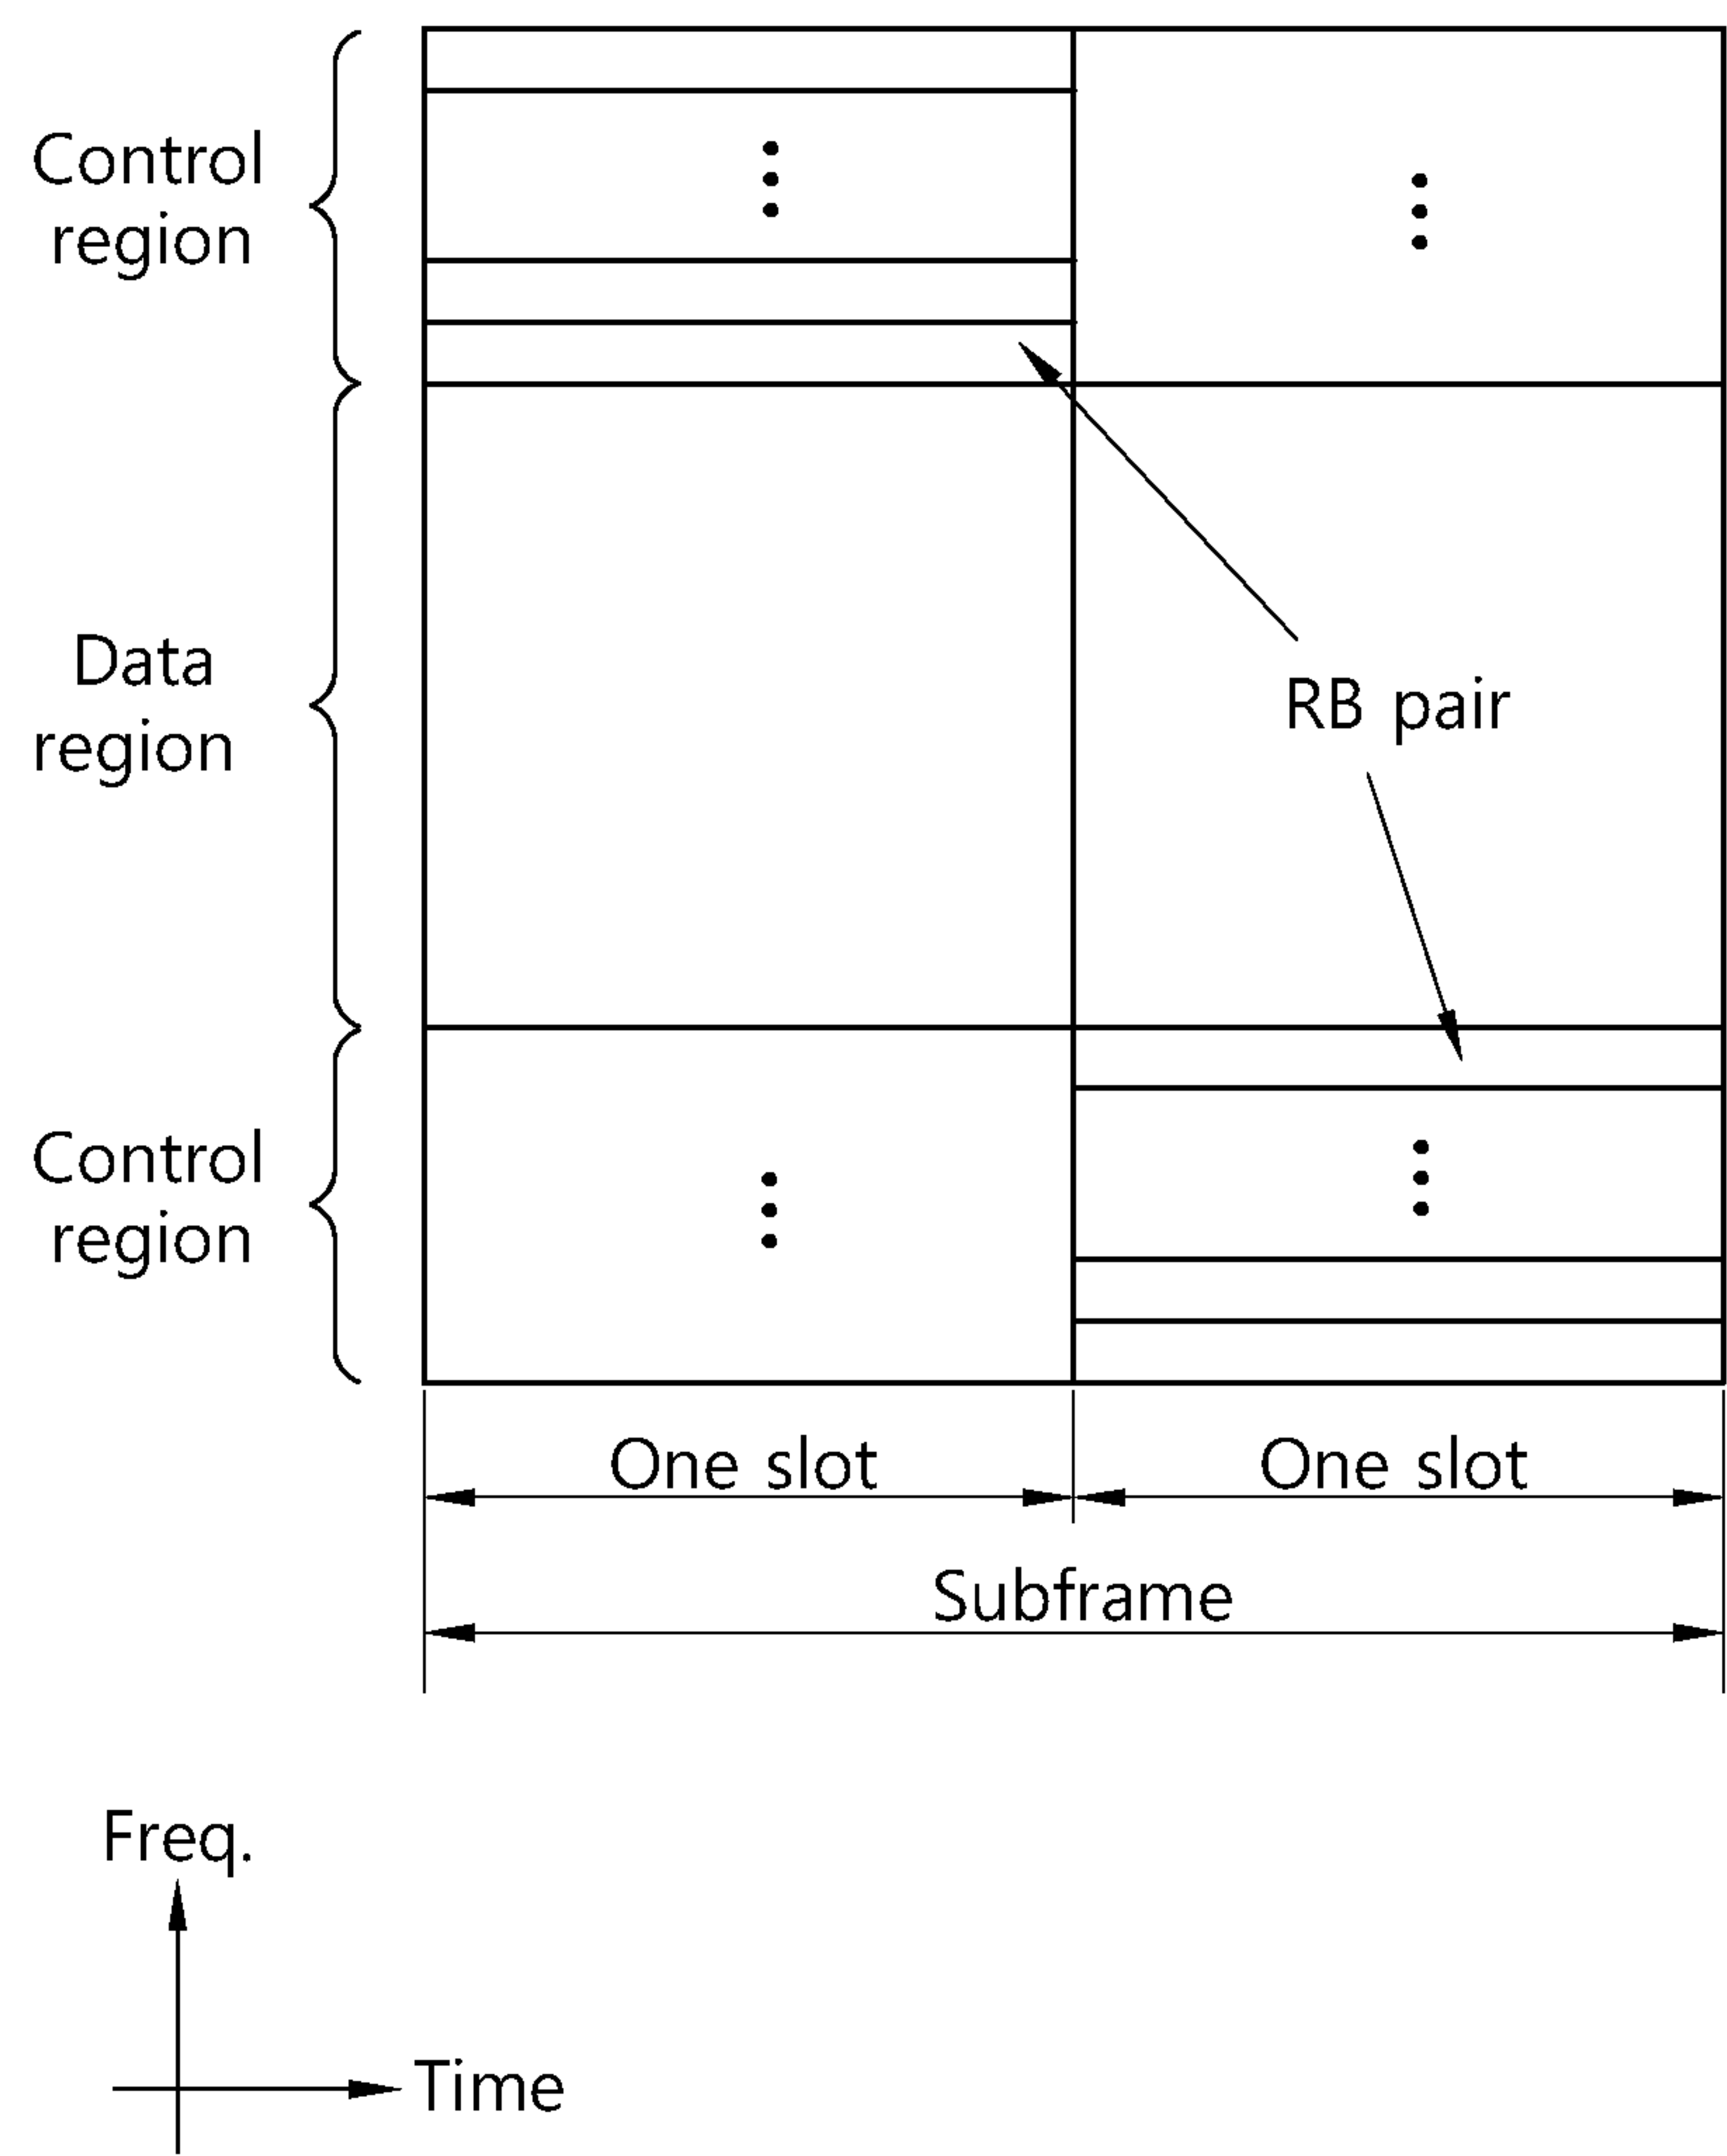 Control
region
Data
region
RB pair
Control
region
One slot
One slot
Subframe
Freq.
Time